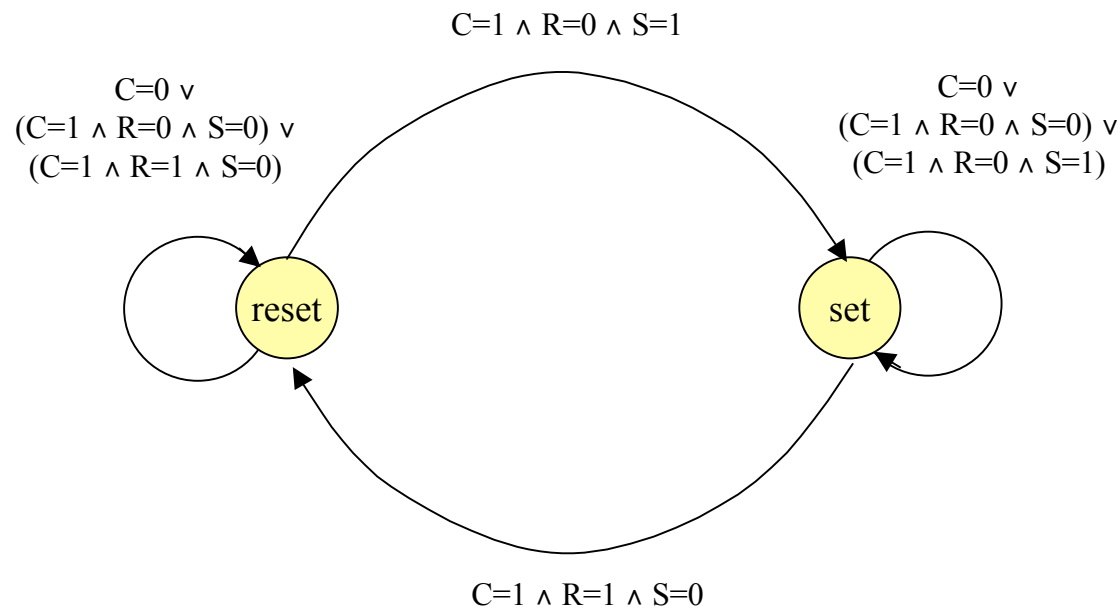 C=1 ∧ R=0 ∧ S=1
C=0 ∨
(C=1 ∧ R=0 ∧ S=0) ∨
(C=1 ∧ R=1 ∧ S=0)
C=0 ∨
(C=1 ∧ R=0 ∧ S=0) ∨
(C=1 ∧ R=0 ∧ S=1)
reset
set
C=1 ∧ R=1 ∧ S=0